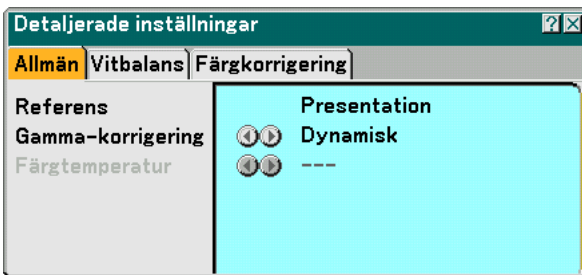 Detaljerade inställningar
Allmän Vitbalans Färgkorrigering
Referens Presentation
Gamma-korrigering Dynamisk
Färgtemperatur ---